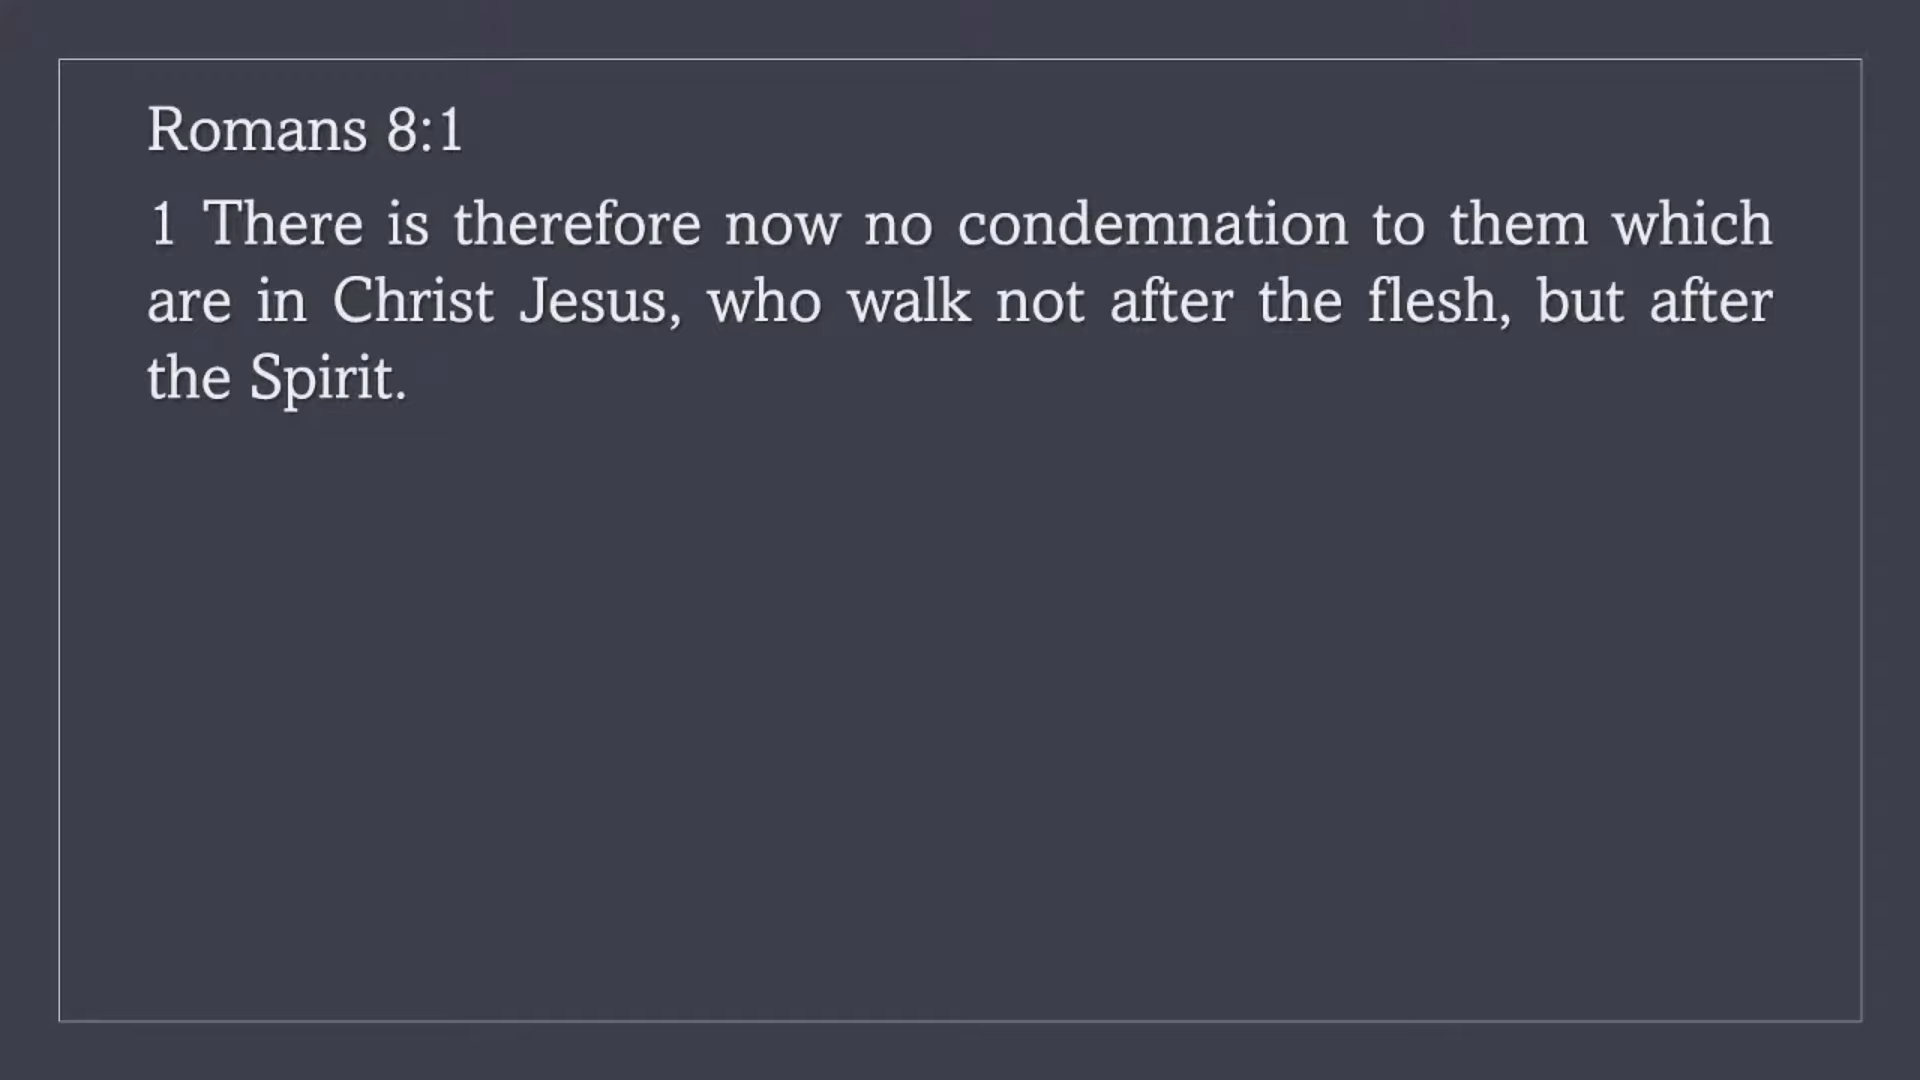 Romans 8:1
1 There is therefore now no condemnation to them which
are in Christ Jesus, who walk not after the flesh, but after
the Spirit.